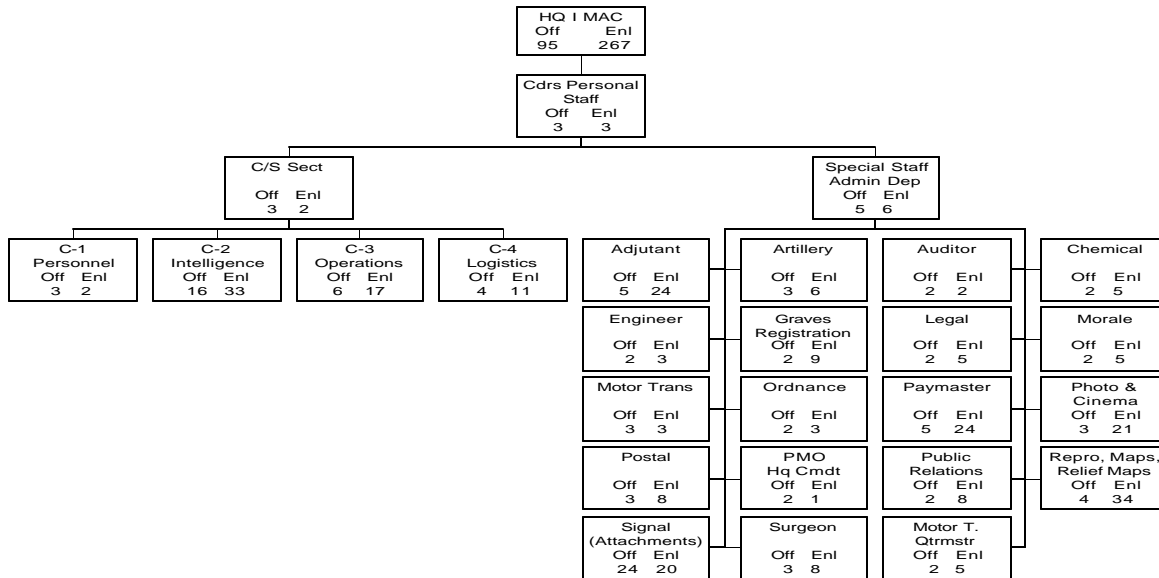 HQ I MAC
Off Enl
95 267
Cdrs Personal
Staff
Off Enl
3 3
C/S Sect
Off Enl
3 2
Special Staff
Admin Dep
Off Enl
5 6
C-1
Personnel
Off Enl
3 2
C-2
Intelligence
Off Enl
16 33
C-3
Operations
Off Enl
6 17
C-4
Logistics
Off Enl
4 11
Adjutant
Off Enl
5 24
Artillery
Off Enl
3 6
Auditor
Off Enl
2 2
Chemical
Off Enl
2 5
Engineer
Off Enl
2 3
Graves
Registration
Off Enl
2 9
Legal
Off Enl
2 5
Morale
Off Enl
2 5
Motor Trans
Off Enl
3 3
Ordnance
Off Enl
2 3
Paymaster
Off Enl
5 24
Photo &
Cinema
Off Enl
3 21
Postal
Off Enl
3 8
PMO
Hq Cmdt
Off Enl
2 1
Public
Relations
Off Enl
2 8
Repro, Maps,
Relief Maps
Off Enl
4 34
Signal
(Attachments)
Off Enl
24 20
Surgeon
Off Enl
3 8
Motor T.
Qtrmstr
Off Enl
2 5